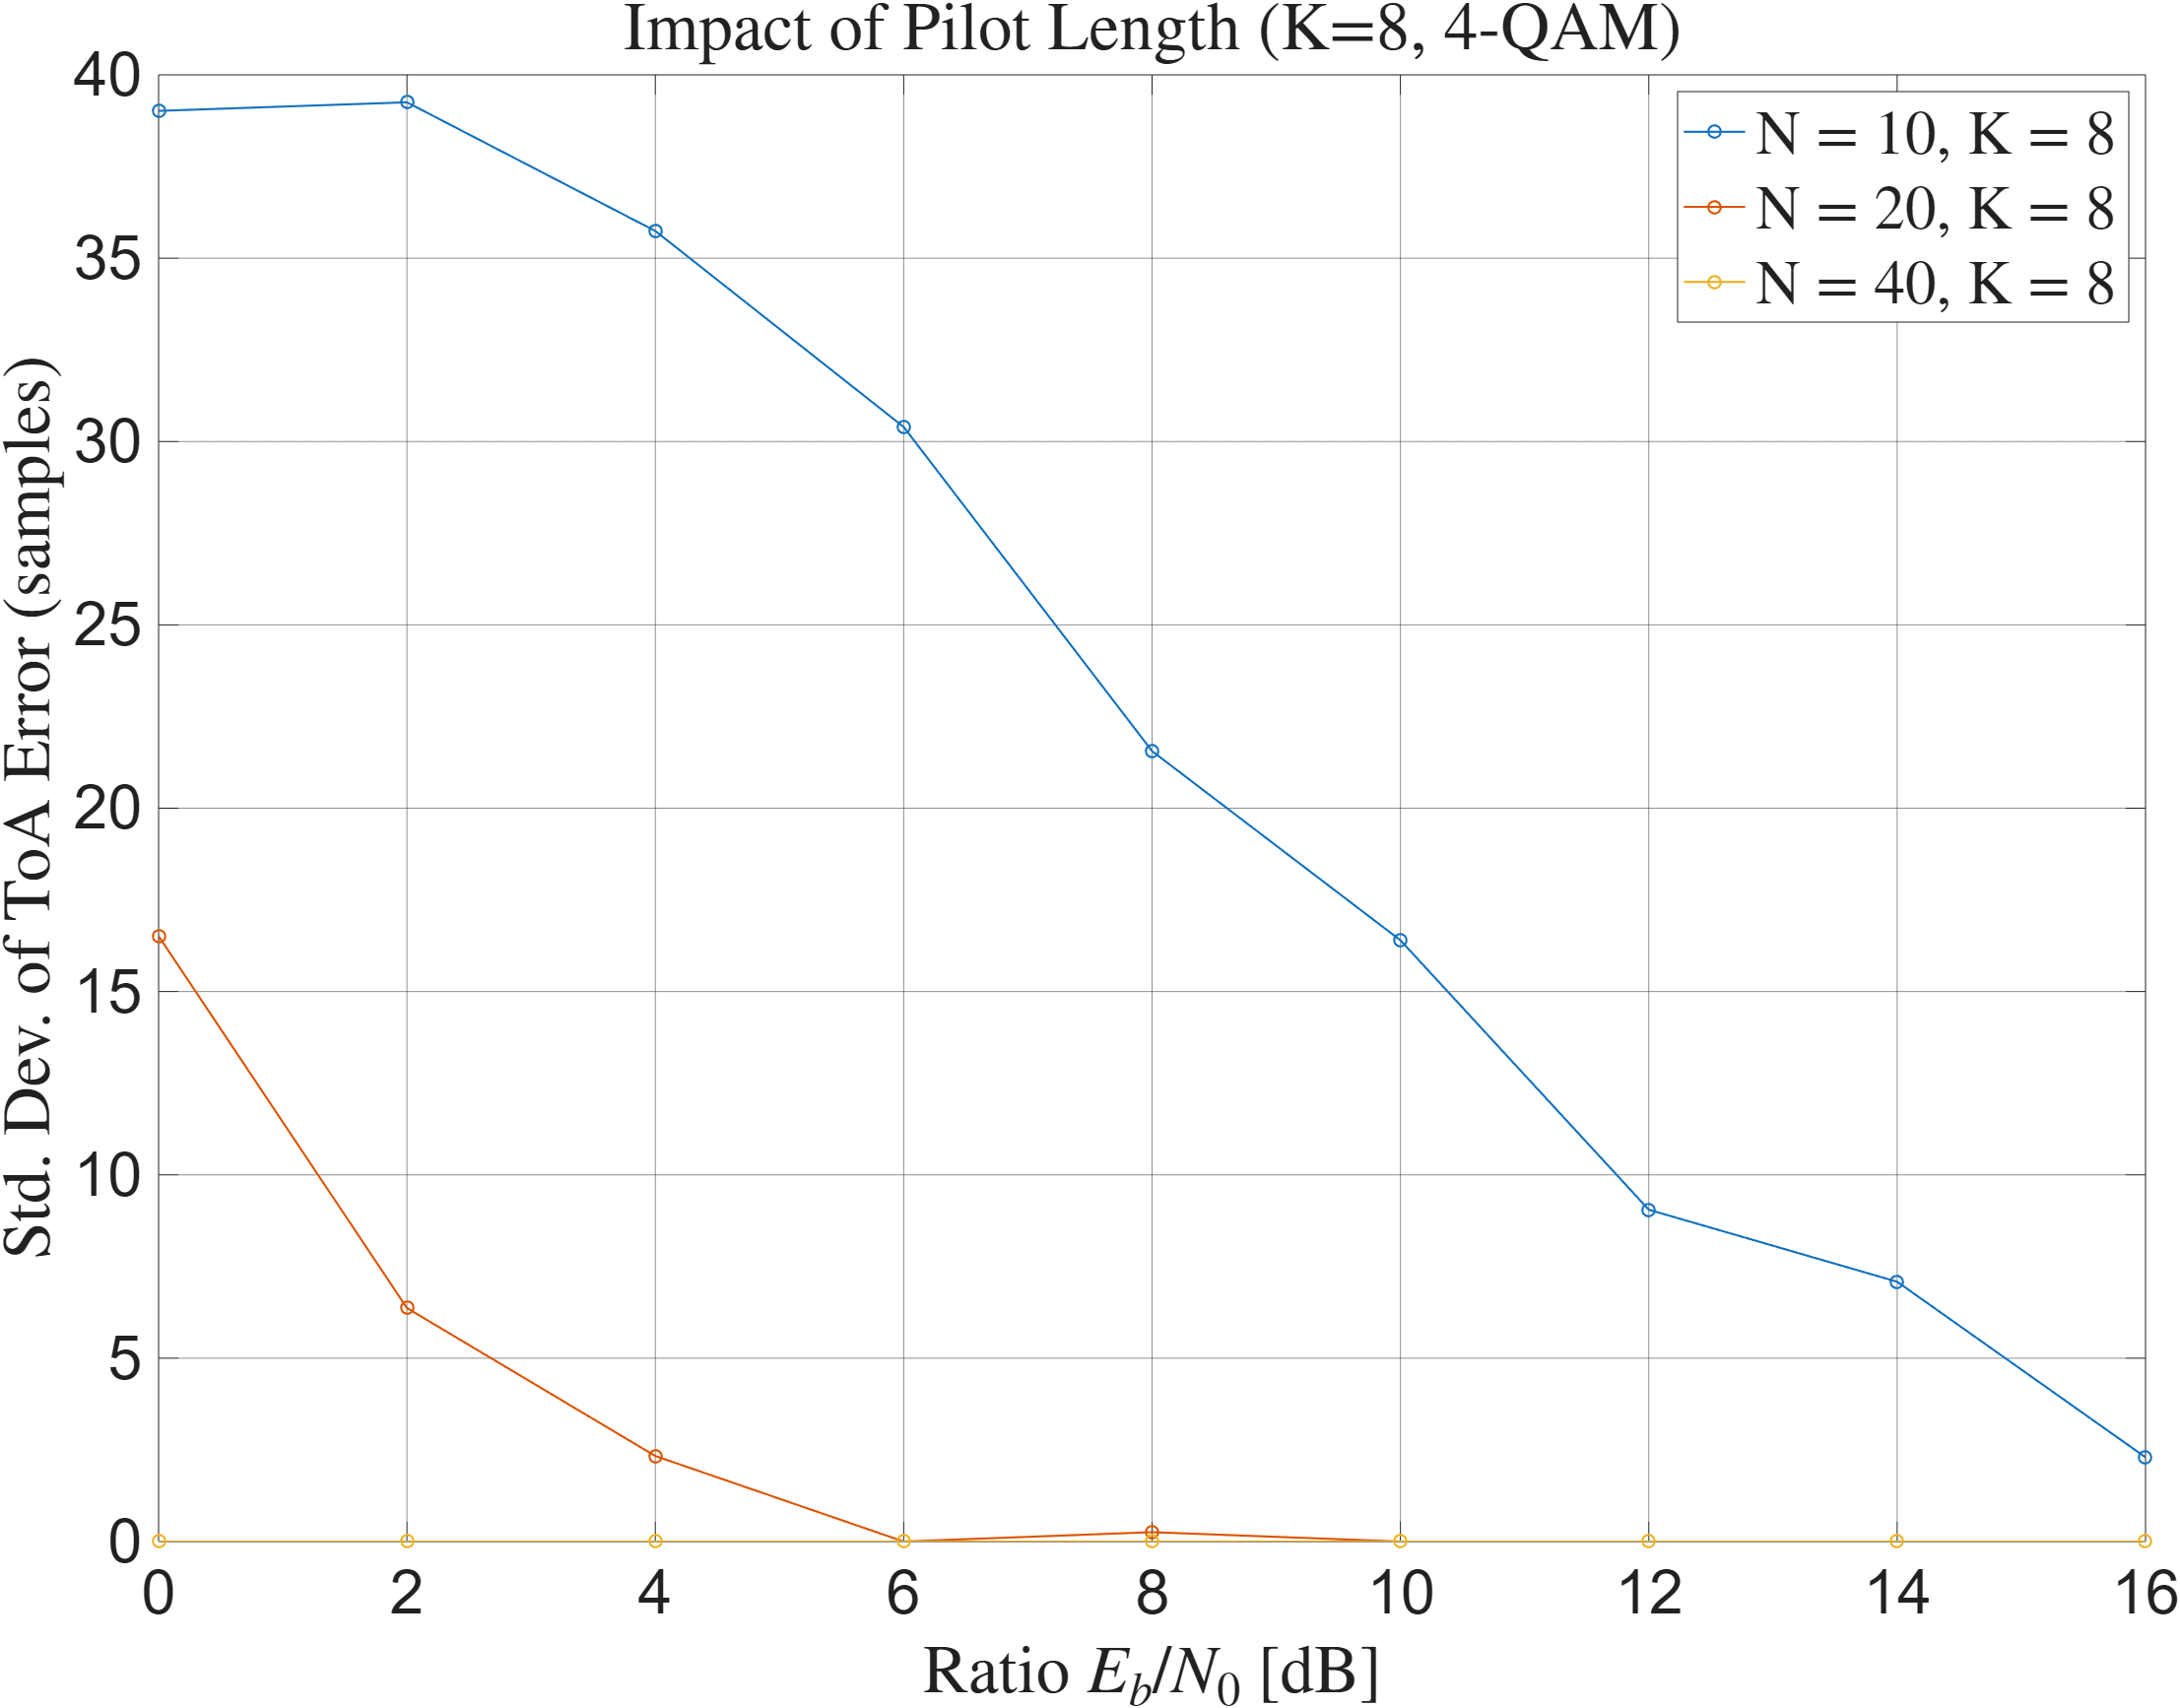 Impact of Pilot Length (K=8, 4-QAM)
N = 10, K = 8
N = 20, K = 8
N = 40, K = 8
Std. Dev. of ToA Error (samples)
40
35
30
25
20
15
10
5
0
0 2 4 6 8 10 12 14 16
Ratio E_b/N_0 [dB]